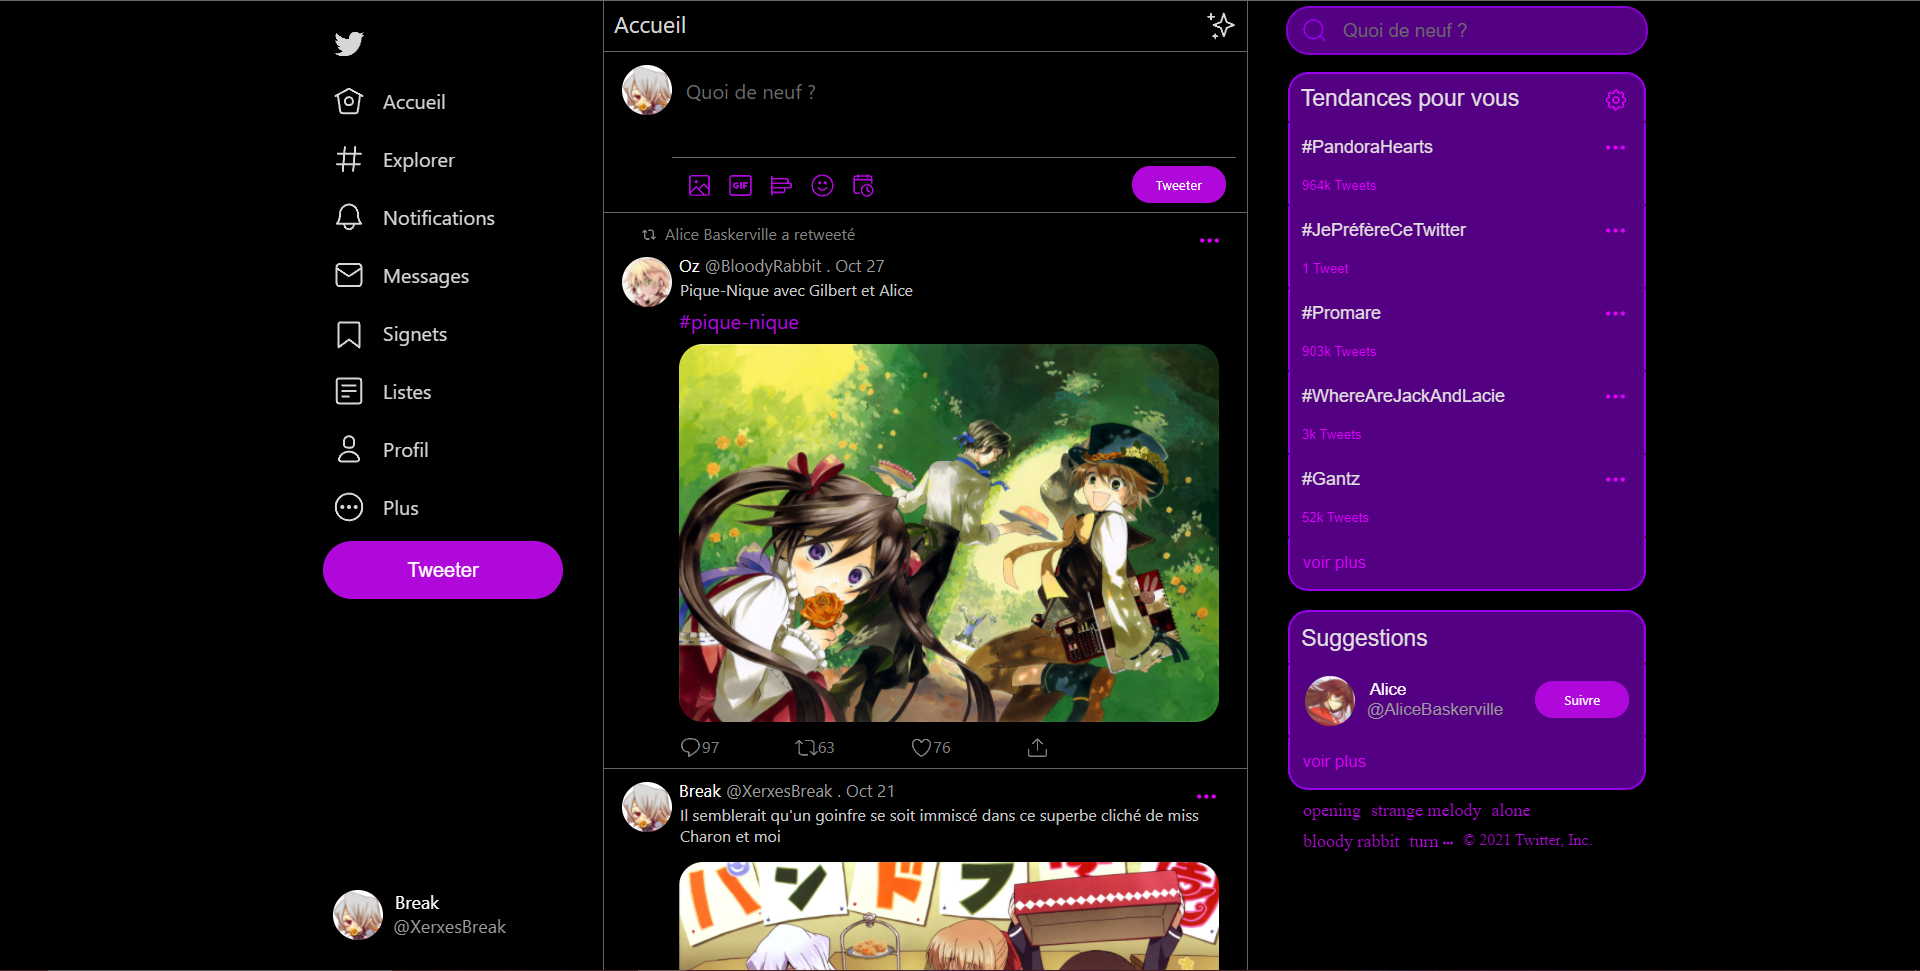 Accueil
Explorer
Notifications
Messages
Signets
Listes
Profil
Plus
Tweeter
Break
@XerxesBreak
Accueil
Quoi de neuf ?
GIF
Tweeter
Alice Baskerville a retweeté
Oz @BloodyRabbit . Oct 27
Pique-Nique avec Gilbert et Alice
#pique-nique
97 63 76
Break @XerxesBreak . Oct 21
Il semblerait qu'un goinfre se soit immiscé dans ce superbe cliché de miss
Charon et moi
パンドラ
Quoi de neuf ?
Tendances pour vous
#PandoraHearts
964k Tweets
#JePréfèreCeTwitter
1 Tweet
#Promare
903k Tweets
#WhereAreJackAndLacie
3k Tweets
#Gantz
52k Tweets
voir plus
Suggestions
Alice
@AliceBaskerville
Suivre
voir plus
opening strange melody alone
bloody rabbit turn ··· © 2021 Twitter, Inc.